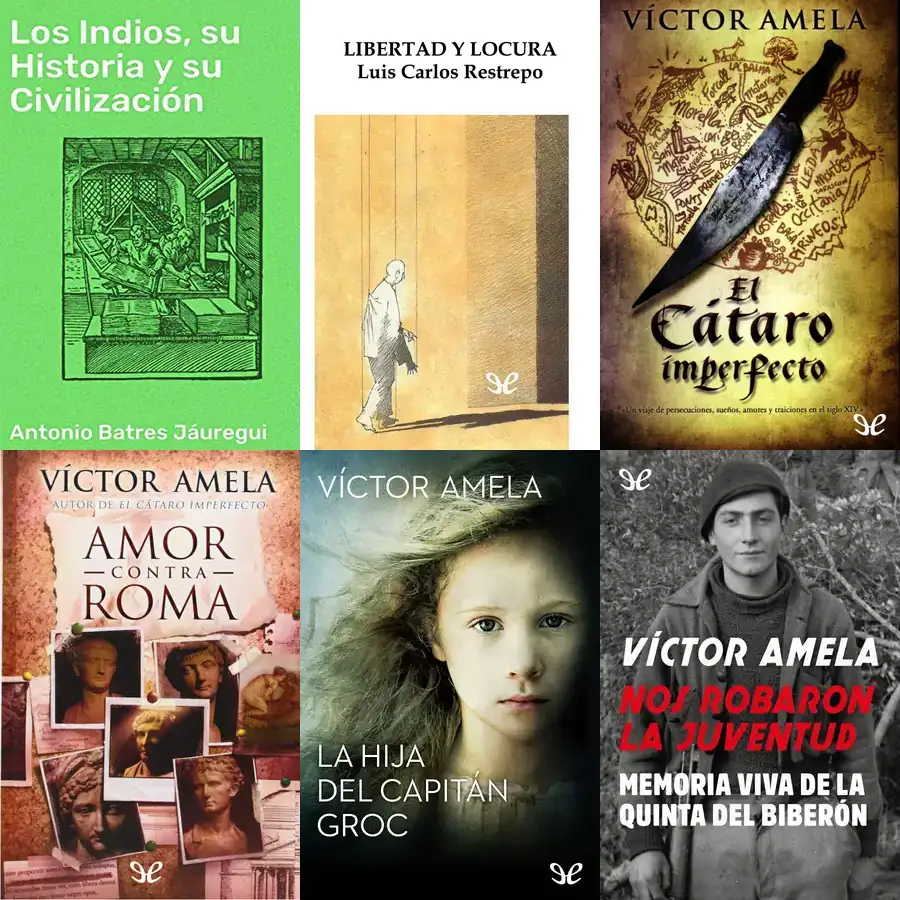 Los Indios, su
Historia y su
Civilización
Antonio Batres Jáuregui
LIBERTAD Y LOCURA
Luis Carlos Restrepo
VÍCTOR AMELA
Morella
Occitania
PIRINEOS
El
Cátaro
imperfecto
«Un viaje de persecuciones, sueños, amores y traiciones en el siglo XIV.»
VÍCTOR AMELA
AUTOR DE EL CÁTARO IMPERFECTO
AMOR
CONTRA
ROMA
VÍCTOR AMELA
LA HIJA
DEL CAPITÁN
GROC
VÍCTOR AMELA
NOS ROBARON
LA JUVENTUD
MEMORIA VIVA DE LA
QUINTA DEL BIBERÓN